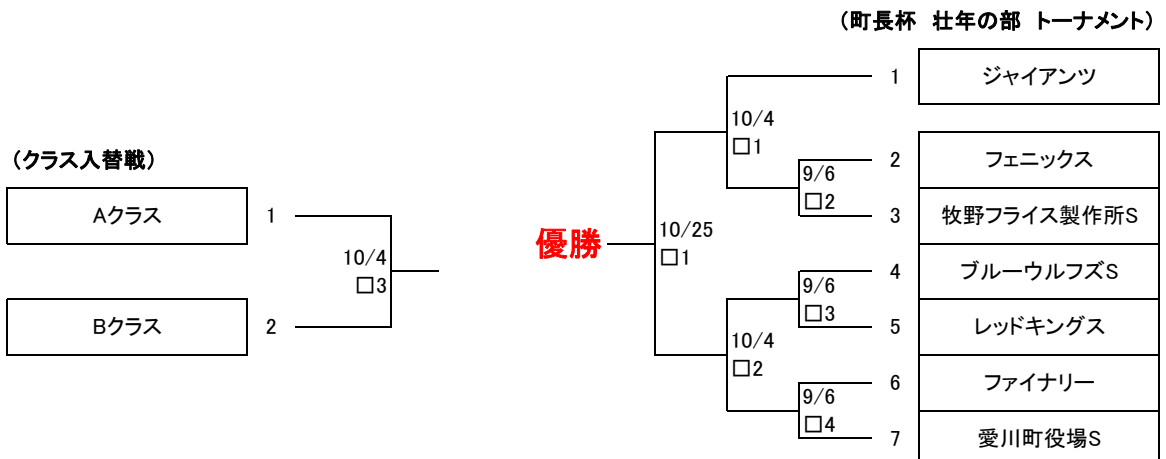 （町長杯　壮年の部　トーナメント）
1 ジャイアンツ
10/4
□1
（クラス入替戦）
2 フェニックス
9/6
□2
Aクラス 1
3 牧野フライス製作所S
優勝
10/25
□1
10/4
□3
4 ブルーウルフズS
9/6
□3
Bクラス 2
5 レッドキングス
10/4
□2
6 ファイナリー
9/6
□4
7 愛川町役場S